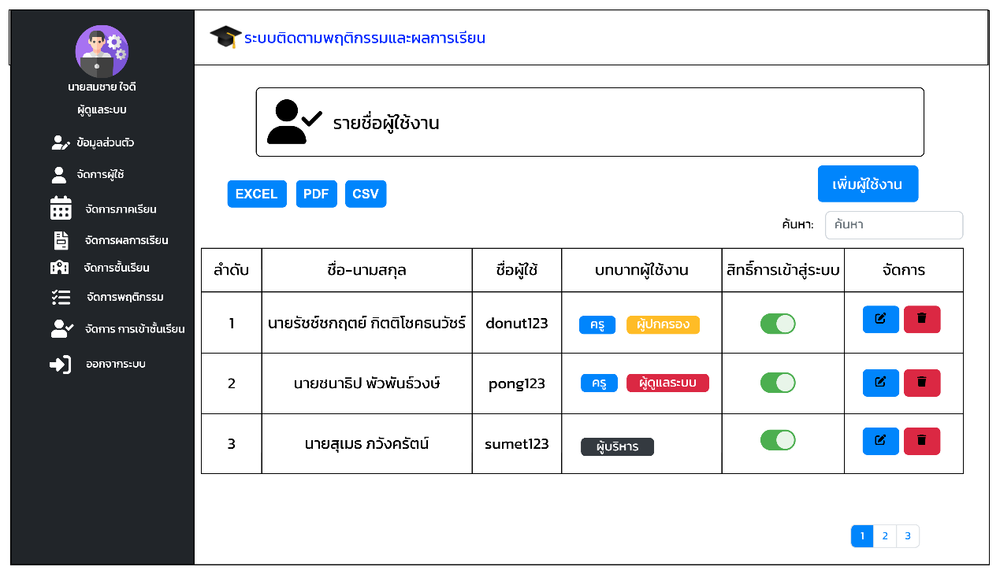 ระบบติดตามพฤติกรรมและผลการเรียน
นายสมชาย ใจดี
ผู้ดูแลระบบ
ข้อมูลส่วนตัว
จัดการผู้ใช้
จัดการภาคเรียน
จัดการผลการเรียน
จัดการชั้นเรียน
จัดการพฤติกรรม
จัดการ การเข้าชั้นเรียน
ออกจากระบบ
รายชื่อผู้ใช้งาน
EXCEL PDF CSV
เพิ่มผู้ใช้งาน
ค้นหา: ค้นหา
ลำดับ ชื่อ-นามสกุล ชื่อผู้ใช้ บทบาทผู้ใช้งาน สิทธิ์การเข้าสู่ระบบ จัดการ
1 นายรัชช์ชกฤตย์ กิตติโชคธนวัชร์ donut123 ครู ผู้ปกครอง
2 นายชนาธิป พัวพันธ์วงษ์ pong123 ครู ผู้ดูแลระบบ
3 นายสุเมธ ภวังครัตน์ sumet123 ผู้บริหาร
1 2 3